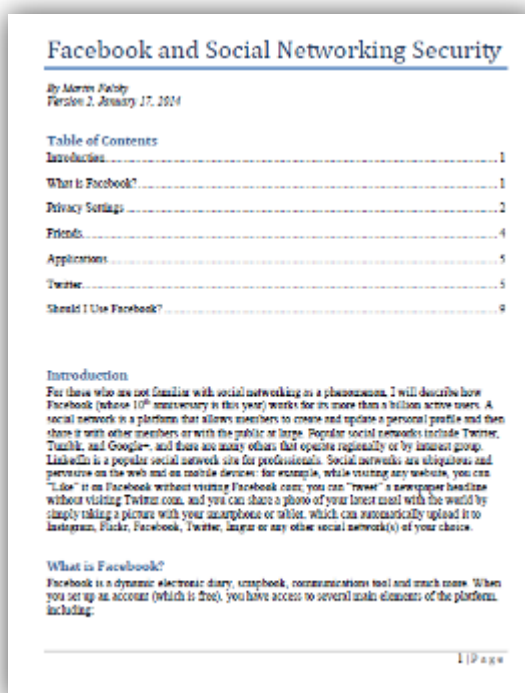 Facebook and Social Networking Security
By Martin Felsky
Version 2, January 17, 2014
Table of Contents
Introduction 1
What is Facebook? 1
Privacy Settings 2
Friends 4
Applications 5
Twitter 5
Should I Use Facebook? 9
Introduction
For those who are not familiar with social networking as a phenomenon, I will describe how
Facebook (whose 10th anniversary is this year) works for its more than a billion active users. A
social network is a platform that allows members to create and update a personal profile and then
share it with other members or with the public at large. Popular social networks include Twitter,
Tumblr, and Google+, and there are many others that operate regionally or by interest group.
LinkedIn is a popular social network site for professionals. Social networks are ubiquitous and
pervasive on the web and on mobile devices: for example, while visiting any website, you can
"Like" it on Facebook without visiting Facebook.com; you can "tweet" a newspaper headline
without visiting Twitter.com, and you can share a photo of your latest meal with the world by
simply taking a picture with your smartphone or tablet, which can automatically upload it to
Instagram, Flickr, Facebook, Twitter, Imgur or any other social network(s) of your choice.
What is Facebook?
Facebook is a dynamic electronic diary, scrapbook, communications tool and much more. When
you set up an account (which is free), you have access to several main elements of the platform,
including:
1 | Page